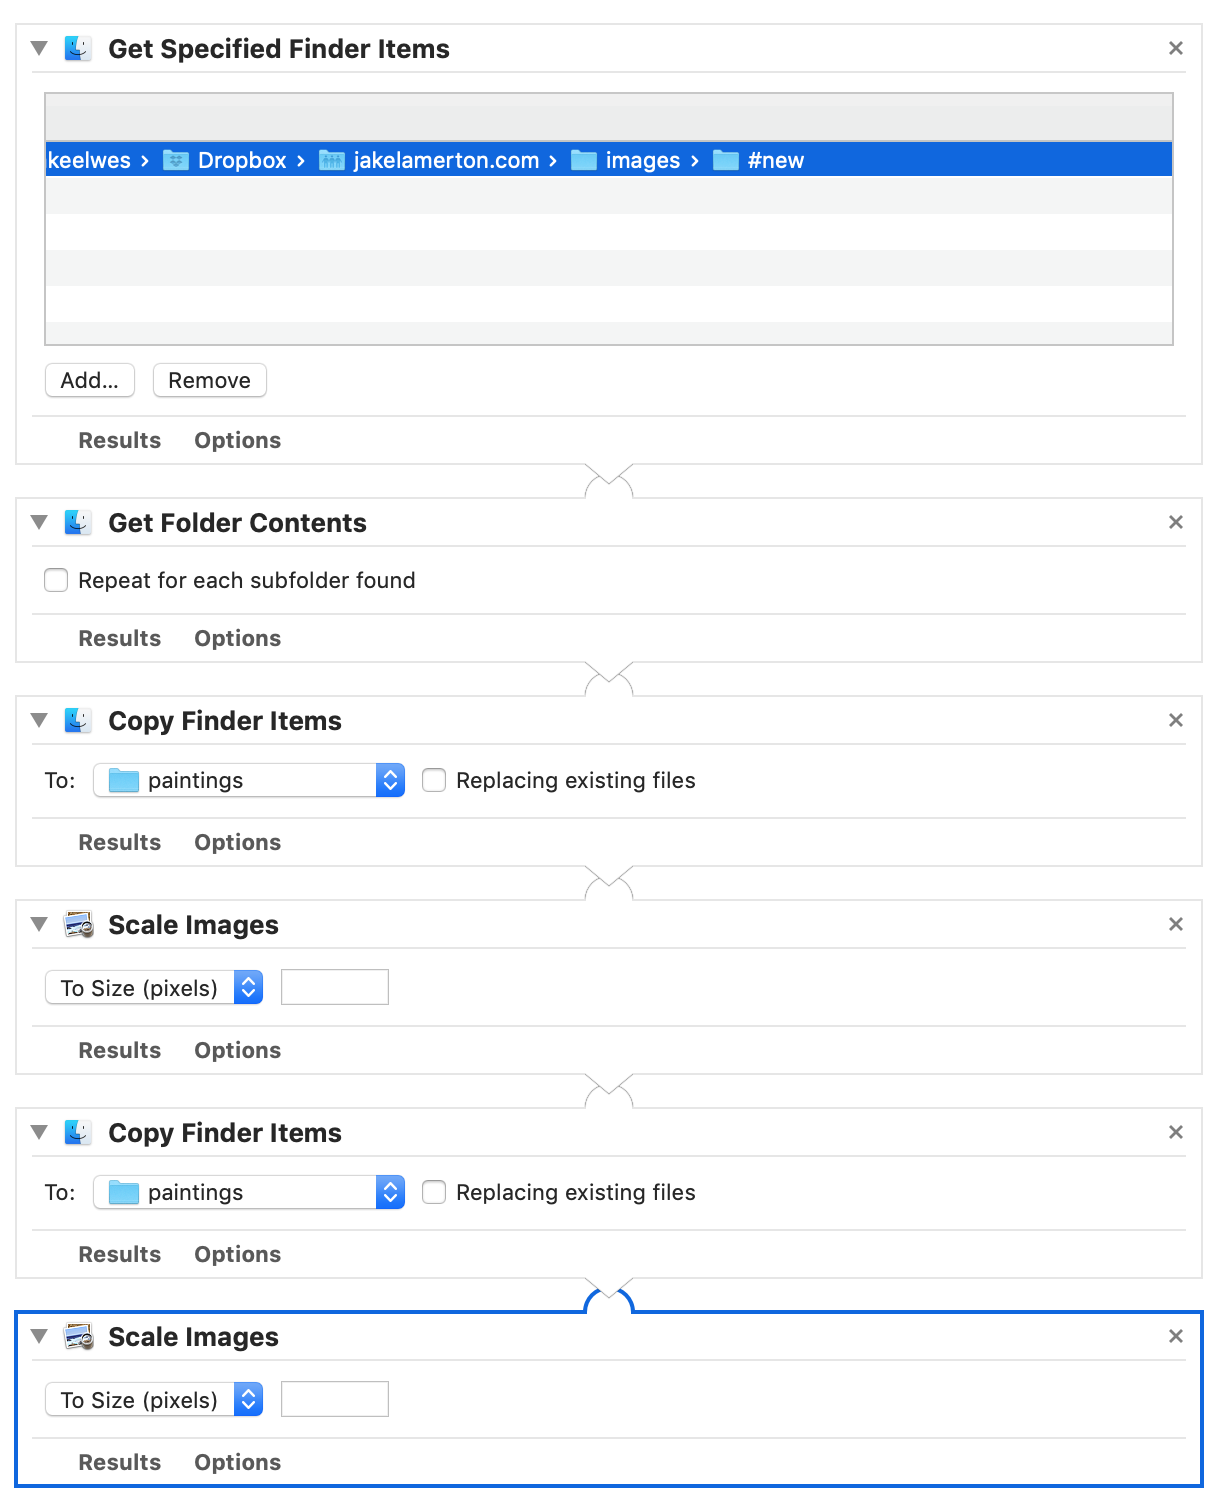 Get Specified Finder Items
keelwes › Dropbox › jakelamerton.com › images › #new
Add... Remove
Results Options
Get Folder Contents
Repeat for each subfolder found
Results Options
Copy Finder Items
To: paintings Replacing existing files
Results Options
Scale Images
To Size (pixels)
Results Options
Copy Finder Items
To: paintings Replacing existing files
Results Options
Scale Images
To Size (pixels)
Results Options